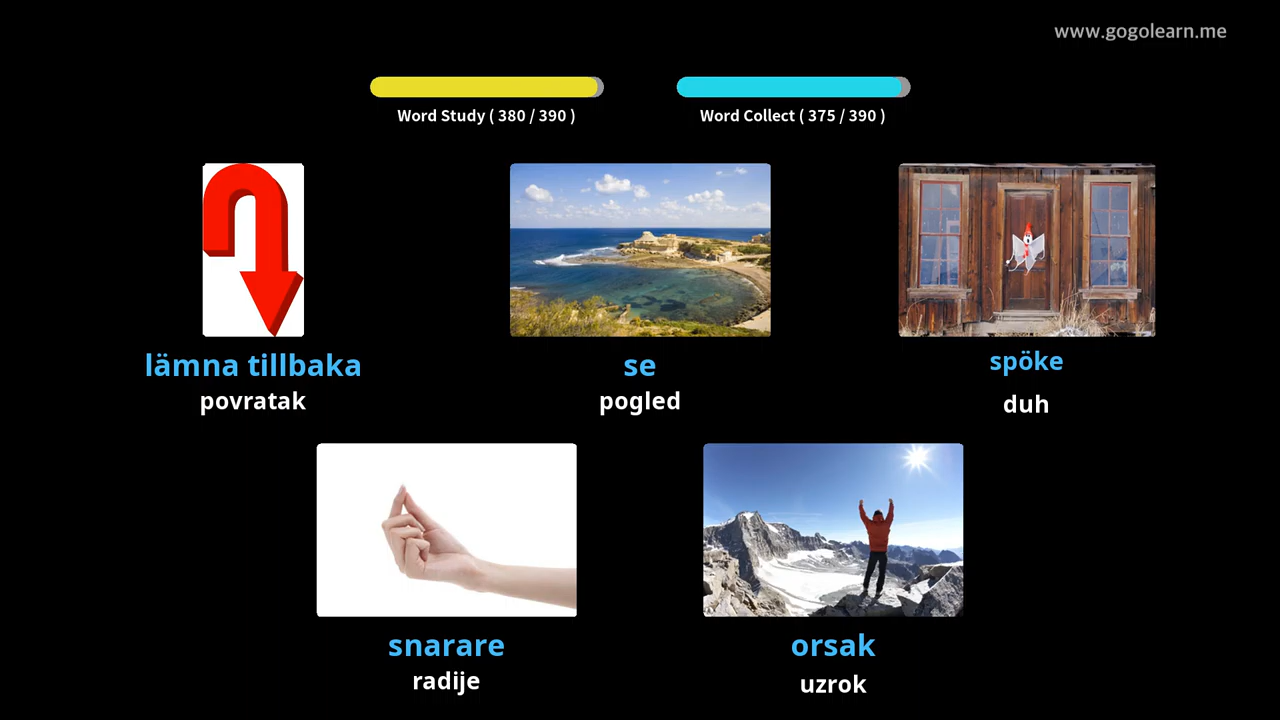 www.gogolearn.me
Word Study ( 380 / 390 )
Word Collect ( 375 / 390 )
lämna tillbaka
povratak
se
pogled
spöke
duh
snarare
radije
orsak
uzrok